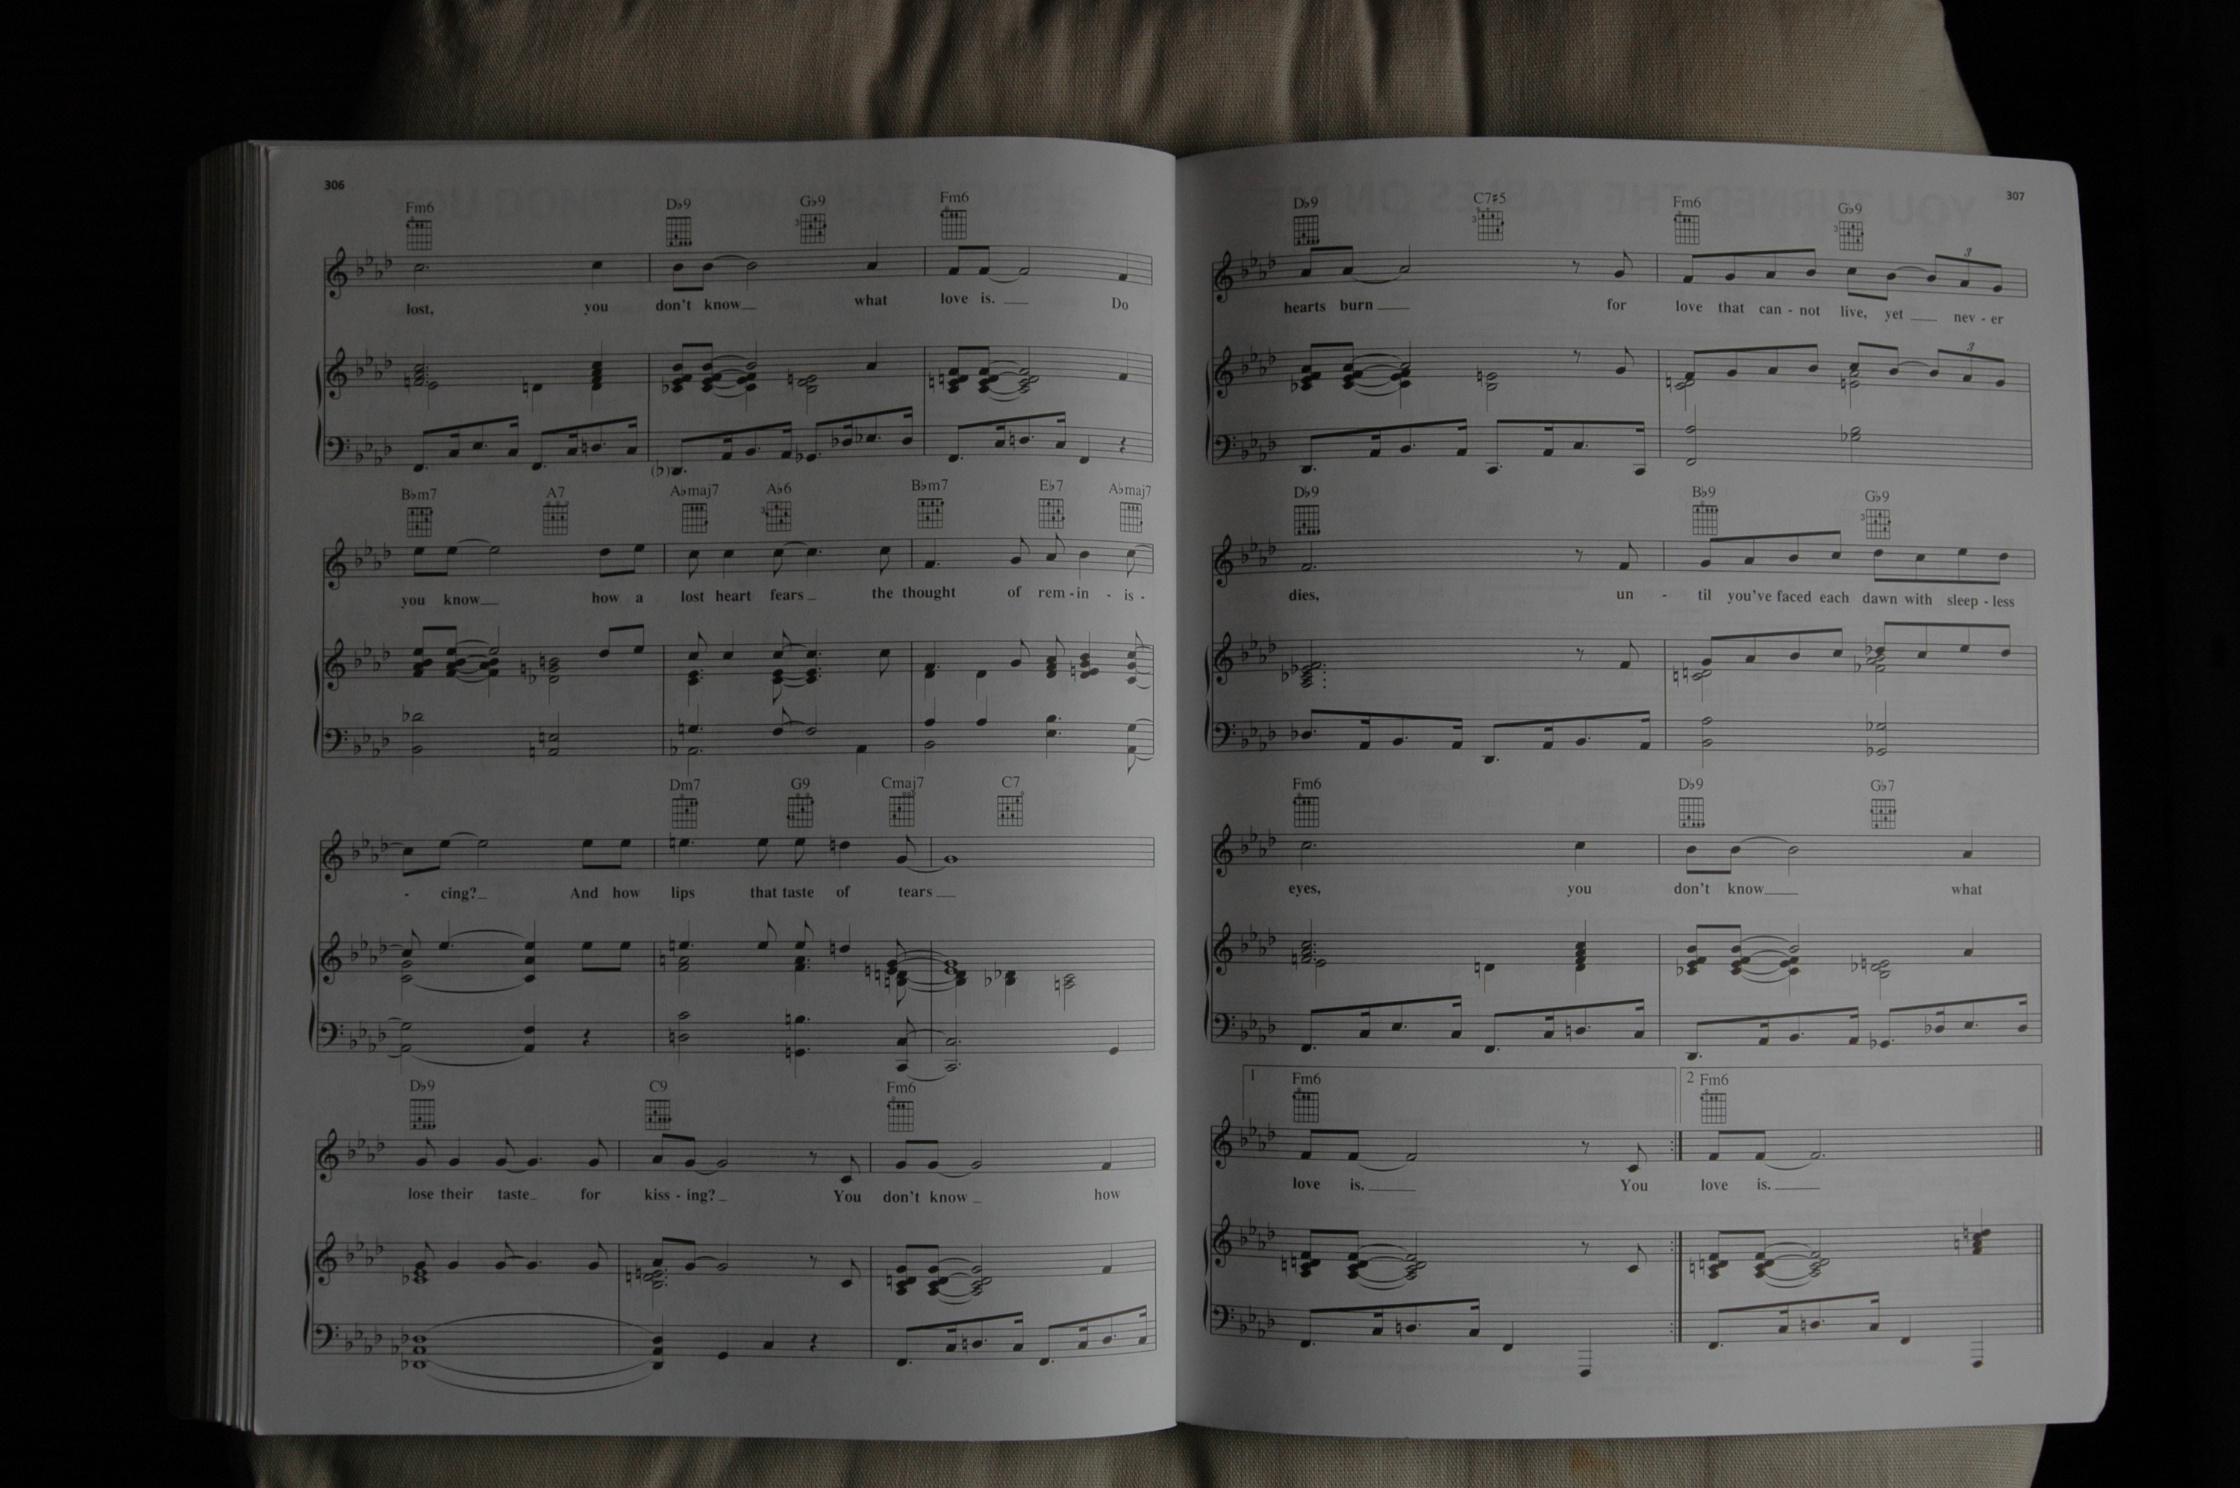 306
Fm6 D♭9 G♭9 Fm6
lost, you don't know what love is. Do
B♭m7 A7 A♭maj7 A♭6 B♭m7 E♭7 A♭maj7
you know how a lost heart fears the thought of rem - in - is -
Dm7 G9 Cmaj7 C7
- cing? And how lips that taste of tears
D♭9 C9 Fm6
lose their taste for kiss - ing? You don't know how
307
D♭9 C7♯5 Fm6 G♭9
3
hearts burn for love that can - not live, yet nev - er
3
D♭9 B♭9 G♭9
dies, un - til you've faced each dawn with sleep - less
Fm6 D♭9 G♭7
eyes, you don't know what
1 Fm6 2 Fm6
love is. You love is.